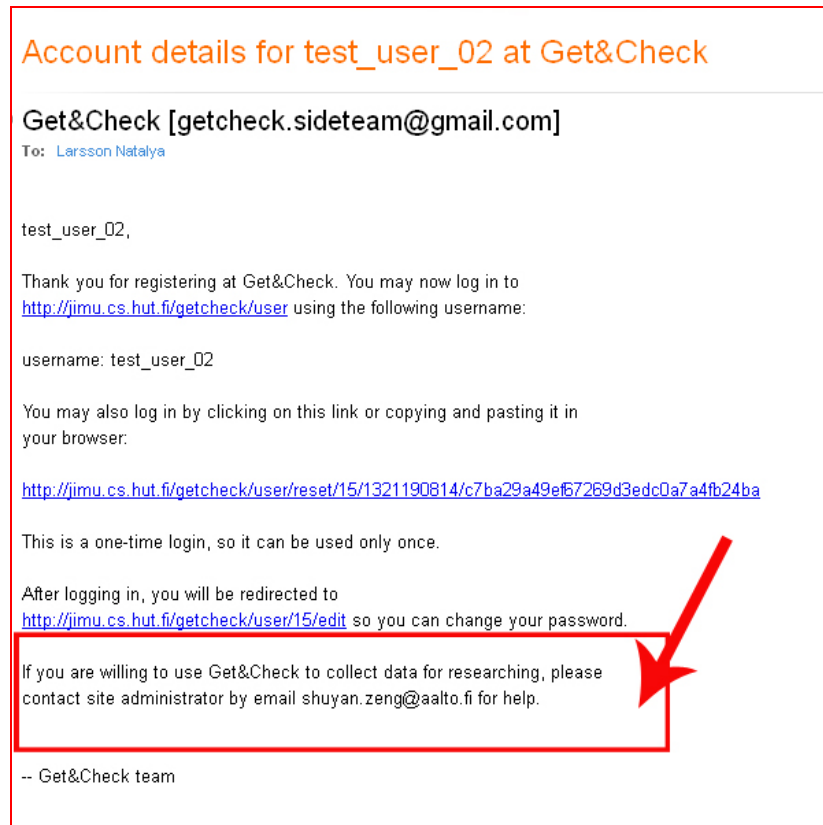 Account details for test_user_02 at Get&Check
Get&Check [getcheck.sideteam@gmail.com]
To: Larsson Natalya
test_user_02,
Thank you for registering at Get&Check. You may now log in to
http://jimu.cs.hut.fi/getcheck/user using the following username:
username: test_user_02
You may also log in by clicking on this link or copying and pasting it in
your browser:
http://jimu.cs.hut.fi/getcheck/user/reset/15/1321190814/c7ba29a49ef67269d3edc0a7a4fb24ba
This is a one-time login, so it can be used only once.
After logging in, you will be redirected to
http://jimu.cs.hut.fi/getcheck/user/15/edit so you can change your password.
If you are willing to use Get&Check to collect data for researching, please
contact site administrator by email shuyan.zeng@aalto.fi for help.
-- Get&Check team